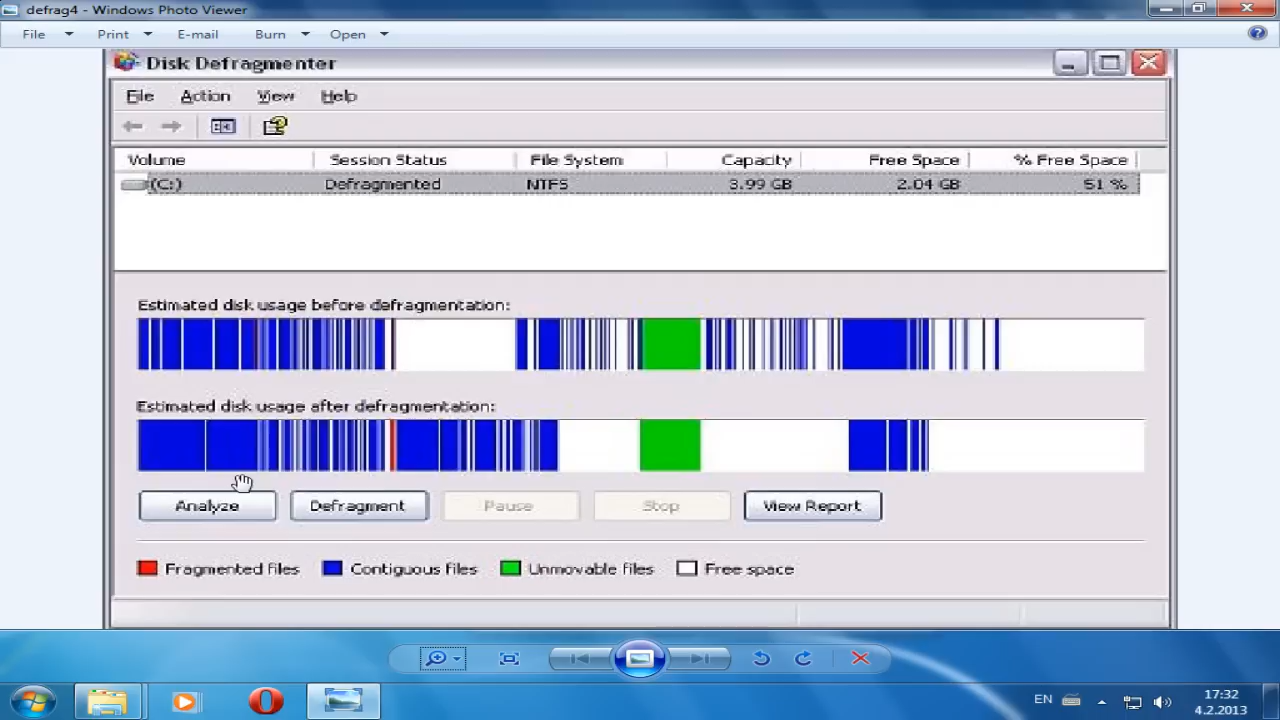 defrag4 - Windows Photo Viewer
File Print E-mail Burn Open
Disk Defragmenter
File Action View Help
Volume Session Status File System Capacity Free Space % Free Space
(C:) Defragmented NTFS 3.99 GB 2.04 GB 51 %
Estimated disk usage before defragmentation:
Estimated disk usage after defragmentation:
Analyze Defragment Pause Stop View Report
Fragmented files Contiguous files Unmovable files Free space
EN 17:32
4.2.2013